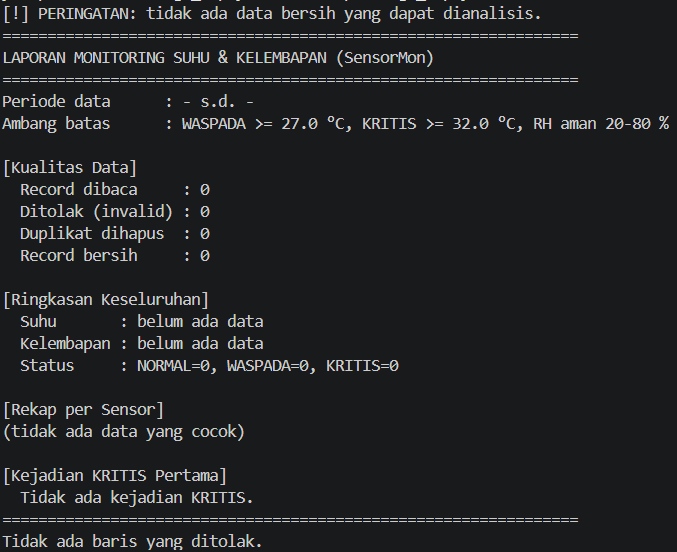 [!] PERINGATAN: tidak ada data bersih yang dapat dianalisis.
================================================================
LAPORAN MONITORING SUHU & KELEMBAPAN (SensorMon)
================================================================
Periode data      : - s.d. -
Ambang batas      : WASPADA >= 27.0 °C, KRITIS >= 32.0 °C, RH aman 20-80 %

[Kualitas Data]
  Record dibaca     : 0
  Ditolak (invalid) : 0
  Duplikat dihapus  : 0
  Record bersih     : 0

[Ringkasan Keseluruhan]
  Suhu       : belum ada data
  Kelembapan : belum ada data
  Status     : NORMAL=0, WASPADA=0, KRITIS=0

[Rekap per Sensor]
(tidak ada data yang cocok)

[Kejadian KRITIS Pertama]
  Tidak ada kejadian KRITIS.
================================================================
Tidak ada baris yang ditolak.